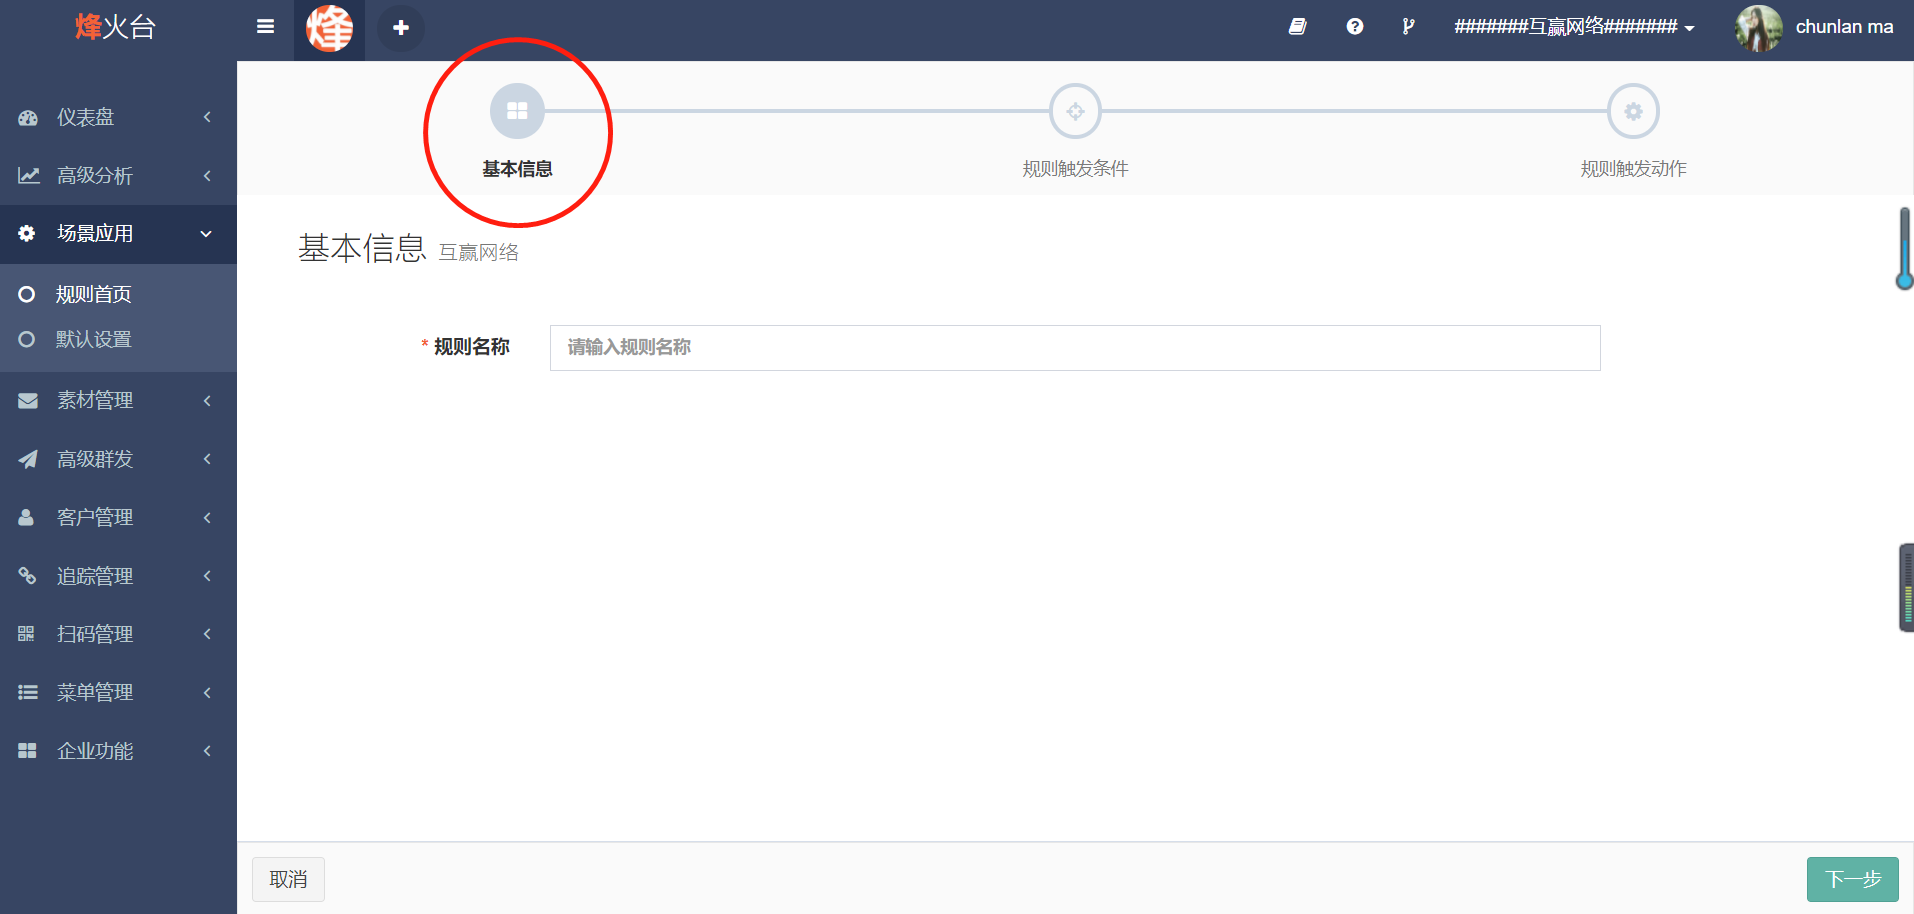 烽火台
烽
#######互赢网络#######
chunlan ma
仪表盘
高级分析
场景应用
规则首页
默认设置
素材管理
高级群发
客户管理
追踪管理
扫码管理
菜单管理
企业功能
基本信息
规则触发条件
规则触发动作
基本信息 互赢网络
* 规则名称
请输入规则名称
取消
下一步